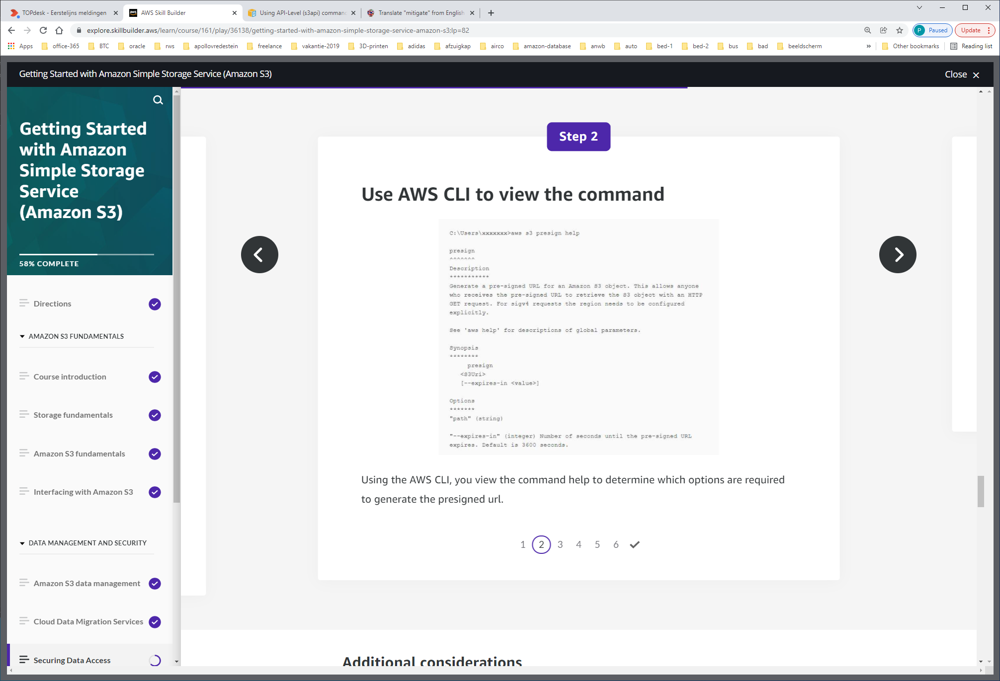 TOPdesk - Eerstelijns meldingen
AWS Skill Builder
Using API-Level (s3api) comman
Translate "mitigate" from English
explore.skillbuilder.aws/learn/course/161/play/36138/getting-started-with-amazon-simple-storage-service-amazon-s3;lp=82
P Paused
Update
Apps
office-365
BTC
oracle
rws
apollovredestein
freelance
vakantie-2019
3D-printen
adidas
afzuigkap
airco
amazon-database
anwb
auto
bed-1
bed-2
bus
bad
beeldscherm
»
Other bookmarks
Reading list
Getting Started with Amazon Simple Storage Service (Amazon S3)
Close
Getting Started
with Amazon
Simple Storage
Service
(Amazon S3)
58% COMPLETE
Directions
AMAZON S3 FUNDAMENTALS
Course introduction
Storage fundamentals
Amazon S3 fundamentals
Interfacing with Amazon S3
DATA MANAGEMENT AND SECURITY
Amazon S3 data management
Cloud Data Migration Services
Securing Data Access
Step 2
Use AWS CLI to view the command
C:\Users\xxxxxxx>aws s3 presign help
presign
^^^^^^^
Description
***********
Generate a pre-signed URL for an Amazon S3 object. This allows anyone
who receives the pre-signed URL to retrieve the S3 object with an HTTP
GET request. For sigv4 requests the region needs to be configured
explicitly.
See 'aws help' for descriptions of global parameters.
Synopsis
********
presign
<S3Uri>
[--expires-in <value>]
Options
*******
"path" (string)
"--expires-in" (integer) Number of seconds until the pre-signed URL
expires. Default is 3600 seconds.
Using the AWS CLI, you view the command help to determine which options are required
to generate the presigned url.
1 2 3 4 5 6
Additional considerations